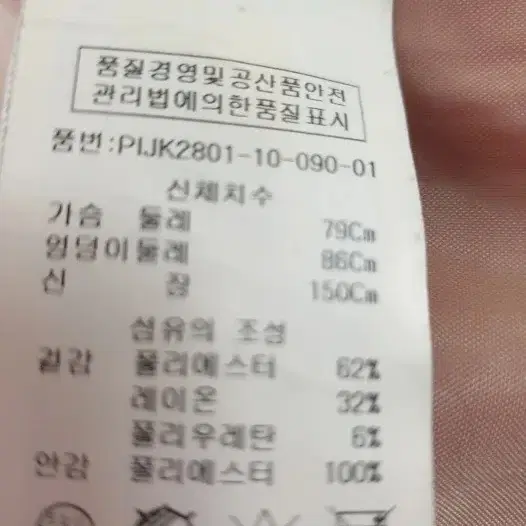 품질경영및공산품안전
관리법에의한품질표시
품번:PIJK2801-10-090-01
신체치수
가슴 둘레 79Cm
엉덩이둘레 86Cm
신 장 150Cm
섬유의 조성
겉감 폴리에스터 62%
레이온 32%
폴리우레탄 6%
안감 폴리에스터 100%